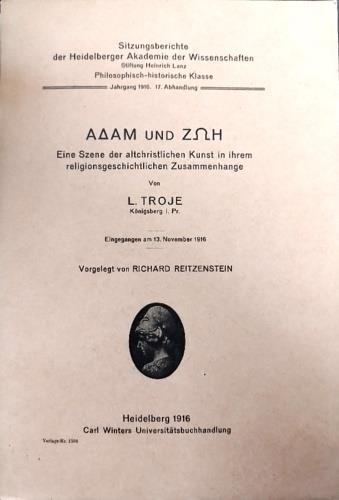 Sitzungsberichte
der Heidelberger Akademie der Wissenschaften
Stiftung Heinrich Lanz
Philosophisch-historische Klasse
Jahrgang 1916. 17. Abhandlung
ΑΔΑΜ UND ΖΩΗ
Eine Szene der altchristlichen Kunst in ihrem
religionsgeschichtlichen Zusammenhange
Von
L. TROJE
Königsberg i. Pr.
Eingegangen am 13. November 1916
Vorgelegt von RICHARD REITZENSTEIN
Heidelberg 1916
Carl Winters Universitätsbuchhandlung
Verlags-Nr.